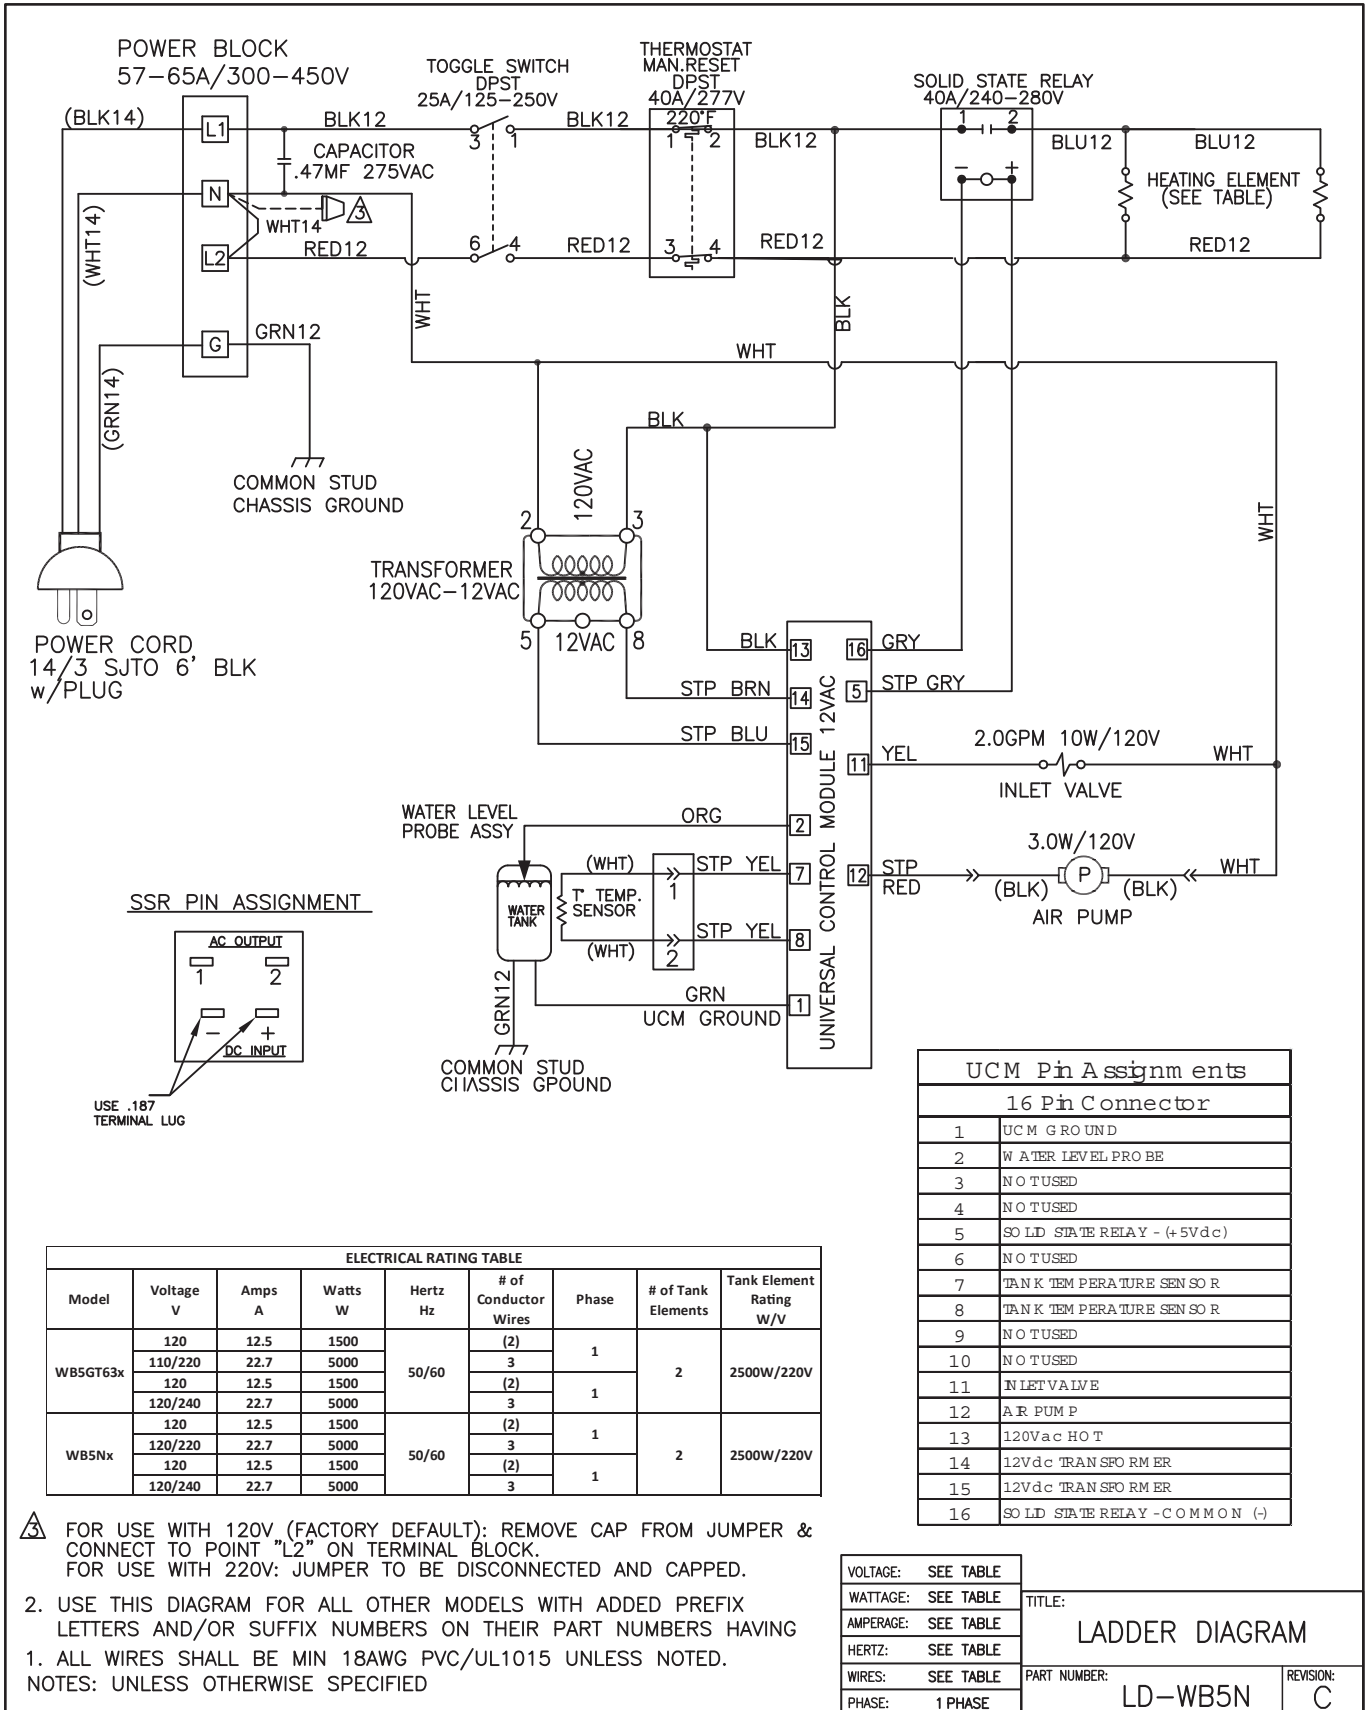 POWER BLOCK
57-65A/300-450V
TOGGLE SWITCH
DPST
25A/125-250V
THERMOSTAT
MAN.RESET
DPST
40A/277V
220°F
SOLID STATE RELAY
40A/240-280V
(BLK14)
L1
BLK12
3
1
BLK12
1
2
BLK12
1
2
BLU12
BLU12
CAPACITOR
.47MF 275VAC
- +
N
3
WHT14
HEATING ELEMENT
(SEE TABLE)
(WHT14)
L2
RED12
6
4
RED12
3
4
RED12
RED12
WHT
BLK
G
GRN12
WHT
(GRN14)
BLK
COMMON STUD
CHASSIS GROUND
120VAC
WHT
2
3
TRANSFORMER
120VAC-12VAC
5
12VAC
8
POWER CORD
14/3 SJTO 6' BLK
w/PLUG
BLK
13
16
GRY
STP BRN
14
5
STP GRY
STP BLU
15
UNIVERSAL CONTROL MODULE 12VAC
11
YEL
2.0GPM 10W/120V
INLET VALVE
WHT
WATER LEVEL
PROBE ASSY
ORG
2
3.0W/120V
(WHT)
1
STP YEL
7
12
STP
RED
(BLK)
P
(BLK)
WHT
AIR PUMP
T° TEMP.
SENSOR
WATER
TANK
(WHT)
2
STP YEL
8
GRN12
GRN
1
UCM GROUND
COMMON STUD
CHASSIS GPOUND
SSR PIN ASSIGNMENT
AC OUTPUT
1
2
- +
DC INPUT
USE .187
TERMINAL LUG
UCM Pin Assignments
16 Pin Connector
1 UCM GROUND
2 WATER LEVEL PROBE
3 NOT USED
4 NOT USED
5 SOLID STATE RELAY - (+5Vdc)
6 NOT USED
7 TANK TEMPERATURE SENSOR
8 TANK TEMPERATURE SENSOR
9 NOT USED
10 NOT USED
11 INLET VALVE
12 AIR PUMP
13 120Vac HOT
14 12Vdc TRANSFORMER
15 12Vdc TRANSFORMER
16 SOLID STATE RELAY - COMMON (-)
ELECTRICAL RATING TABLE
Model Voltage V Amps A Watts W Hertz Hz # of Conductor Wires Phase # of Tank Elements Tank Element Rating W/V
WB5GT63x 120 12.5 1500 50/60 (2) 1 2 2500W/220V
110/220 22.7 5000 3
120 12.5 1500 (2) 1
120/240 22.7 5000 3
WB5Nx 120 12.5 1500 50/60 (2) 1 2 2500W/220V
120/220 22.7 5000 3
120 12.5 1500 (2) 1
120/240 22.7 5000 3
3 FOR USE WITH 120V (FACTORY DEFAULT): REMOVE CAP FROM JUMPER &
CONNECT TO POINT "L2" ON TERMINAL BLOCK.
FOR USE WITH 220V: JUMPER TO BE DISCONNECTED AND CAPPED.
2. USE THIS DIAGRAM FOR ALL OTHER MODELS WITH ADDED PREFIX
LETTERS AND/OR SUFFIX NUMBERS ON THEIR PART NUMBERS HAVING
1. ALL WIRES SHALL BE MIN 18AWG PVC/UL1015 UNLESS NOTED.
NOTES: UNLESS OTHERWISE SPECIFIED
VOLTAGE: SEE TABLE
WATTAGE: SEE TABLE
AMPERAGE: SEE TABLE
HERTZ: SEE TABLE
WIRES: SEE TABLE
PHASE: 1 PHASE
TITLE:
LADDER DIAGRAM
PART NUMBER:
LD-WB5N
REVISION:
C